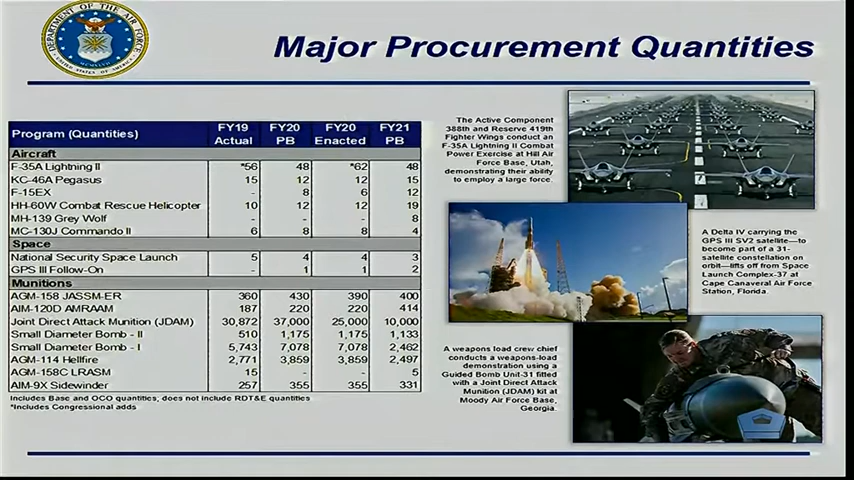 DEPARTMENT OF THE AIR FORCE
UNITED STATES OF AMERICA
Major Procurement Quantities
Program (Quantities) FY19 Actual FY20 PB FY20 Enacted FY21 PB
Aircraft
F-35A Lightning II *56 48 *62 48
KC-46A Pegasus 15 12 12 15
F-15EX - 8 6 12
HH-60W Combat Rescue Helicopter 10 12 12 19
MH-139 Grey Wolf - - - 8
MC-130J Commando II 6 8 8 4
Space
National Security Space Launch 5 4 4 3
GPS III Follow-On - 1 1 2
Munitions
AGM-158 JASSM-ER 360 430 390 400
AIM-120D AMRAAM 187 220 220 414
Joint Direct Attack Munition (JDAM) 30,872 37,000 25,000 10,000
Small Diameter Bomb - II 510 1,175 1,175 1,133
Small Diameter Bomb - I 5,743 7,078 7,078 2,462
AGM-114 Hellfire 2,771 3,859 3,859 2,497
AGM-158C LRASM 15 - - 5
AIM-9X Sidewinder 257 355 355 331
Includes Base and OCO quantities; does not include RDT&E quantities
*Includes Congressional adds
The Active Component
388th and Reserve 419th
Fighter Wings conduct an
F-35A Lightning II Combat
Power Exercise at Hill Air
Force Base, Utah,
demonstrating their ability
to employ a large force.
A Delta IV carrying the
GPS III SV2 satellite—to
become part of a 31-
satellite constellation on
orbit—lifts off from Space
Launch Complex-37 at
Cape Canaveral Air Force
Station, Florida.
A weapons load crew chief
conducts a weapons-load
demonstration using a
Guided Bomb Unit-31 fitted
with a Joint Direct Attack
Munition (JDAM) kit at
Moody Air Force Base,
Georgia.